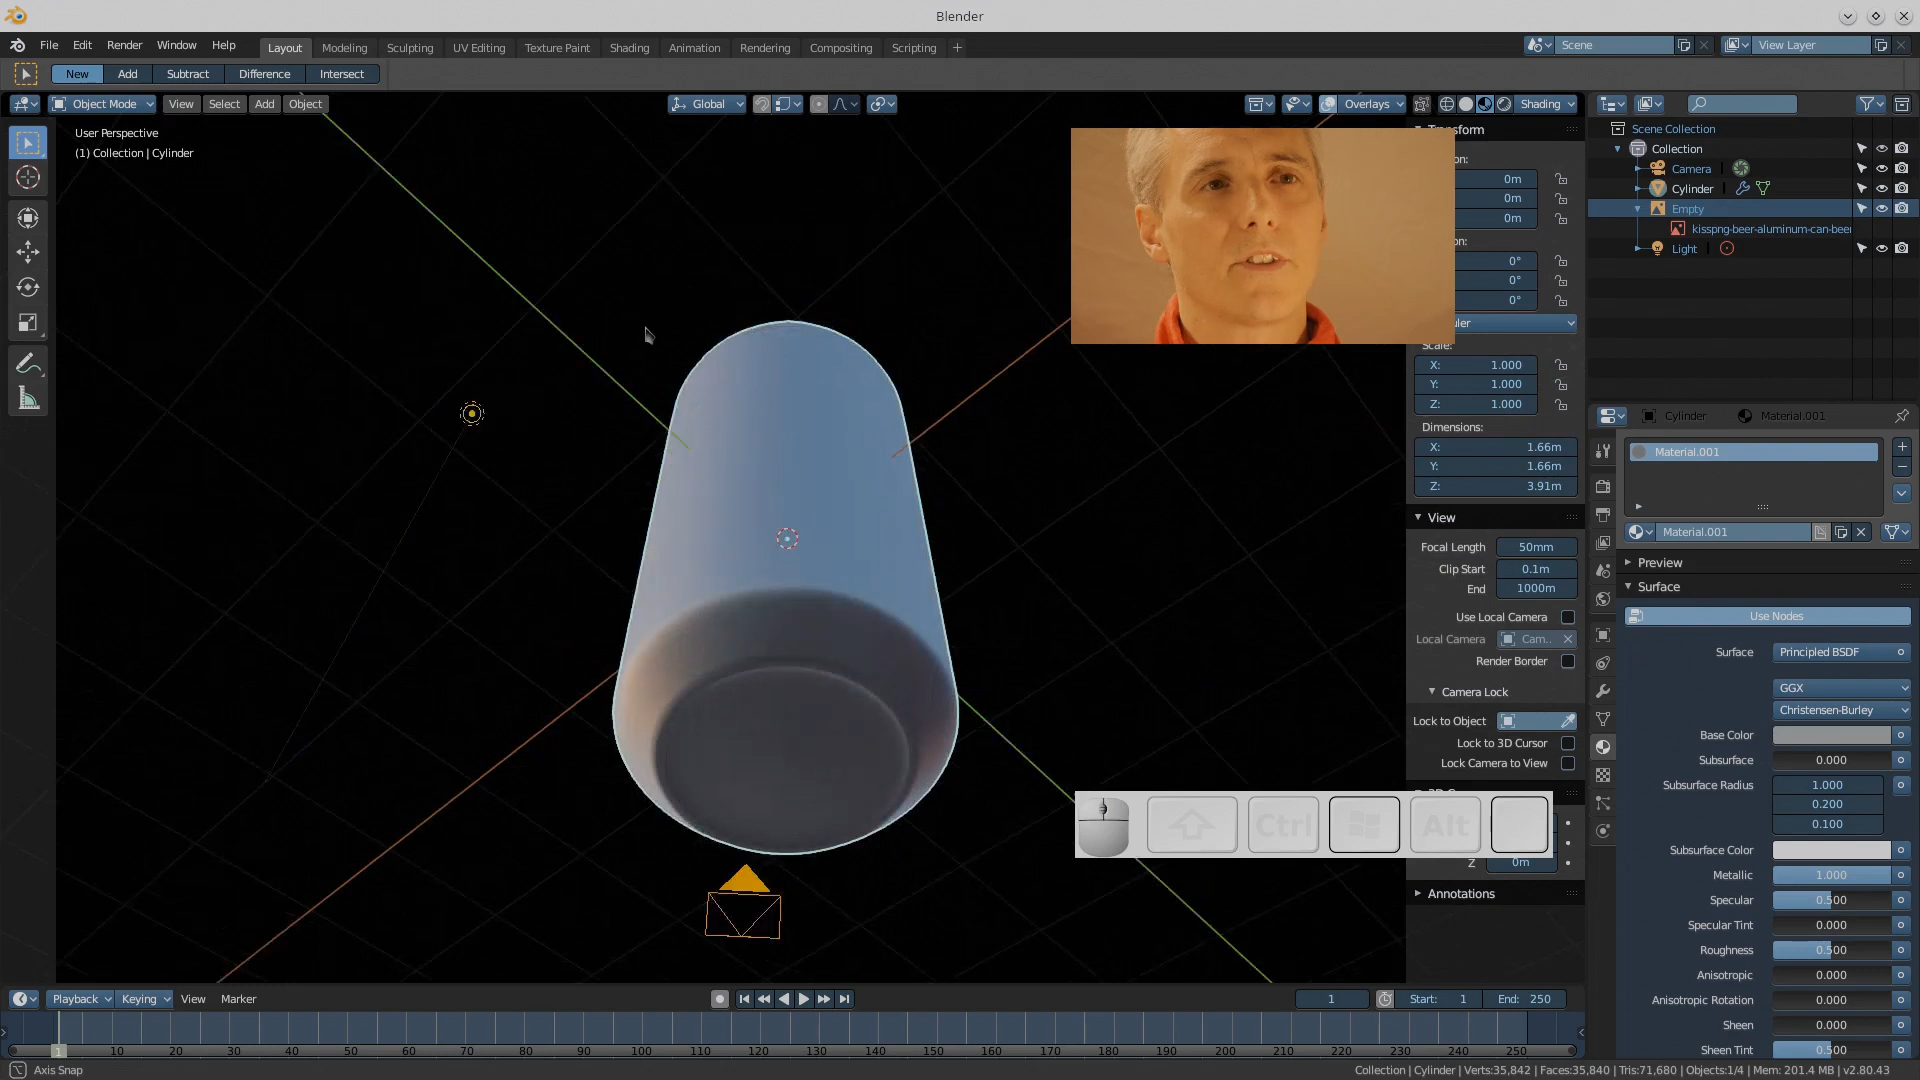 Blender
File Edit Render Window Help Layout Modeling Sculpting UV Editing Texture Paint Shading Animation Rendering Compositing Scripting + Scene View Layer
New Add Subtract Difference Intersect
Object Mode View Select Add Object Global Overlays Shading
User Perspective
(1) Collection | Cylinder
Transform
on:
0m
0m
0m
on:
0°
0°
0°
uler
Scale:
X: 1.000
Y: 1.000
Z: 1.000
Dimensions:
X: 1.66m
Y: 1.66m
Z: 3.91m
View
Focal Length 50mm
Clip Start 0.1m
End 1000m
Use Local Camera
Local Camera Cam..
Render Border
Camera Lock
Lock to Object
Lock to 3D Cursor
Lock Camera to View
Ctrl Alt
Z 0m
Annotations
Scene Collection
Collection
Camera
Cylinder
Empty
kisspng-beer-aluminum-can-beer
Light
Cylinder Material.001
Material.001
Material.001
Preview
Surface
Use Nodes
Surface Principled BSDF
GGX
Christensen-Burley
Base Color
Subsurface 0.000
Subsurface Radius 1.000
0.200
0.100
Subsurface Color
Metallic 1.000
Specular 0.500
Specular Tint 0.000
Roughness 0.500
Anisotropic 0.000
Anisotropic Rotation 0.000
Sheen 0.000
Sheen Tint 0.500
Playback Keying View Marker 1 Start: 1 End: 250
1 10 20 30 40 50 60 70 80 90 100 110 120 130 140 150 160 170 180 190 200 210 220 230 240 250
Axis Snap
Collection | Cylinder | Verts:35,842 | Faces:35,840 | Tris:71,680 | Objects:1/4 | Mem: 201.4 MB | v2.80.43